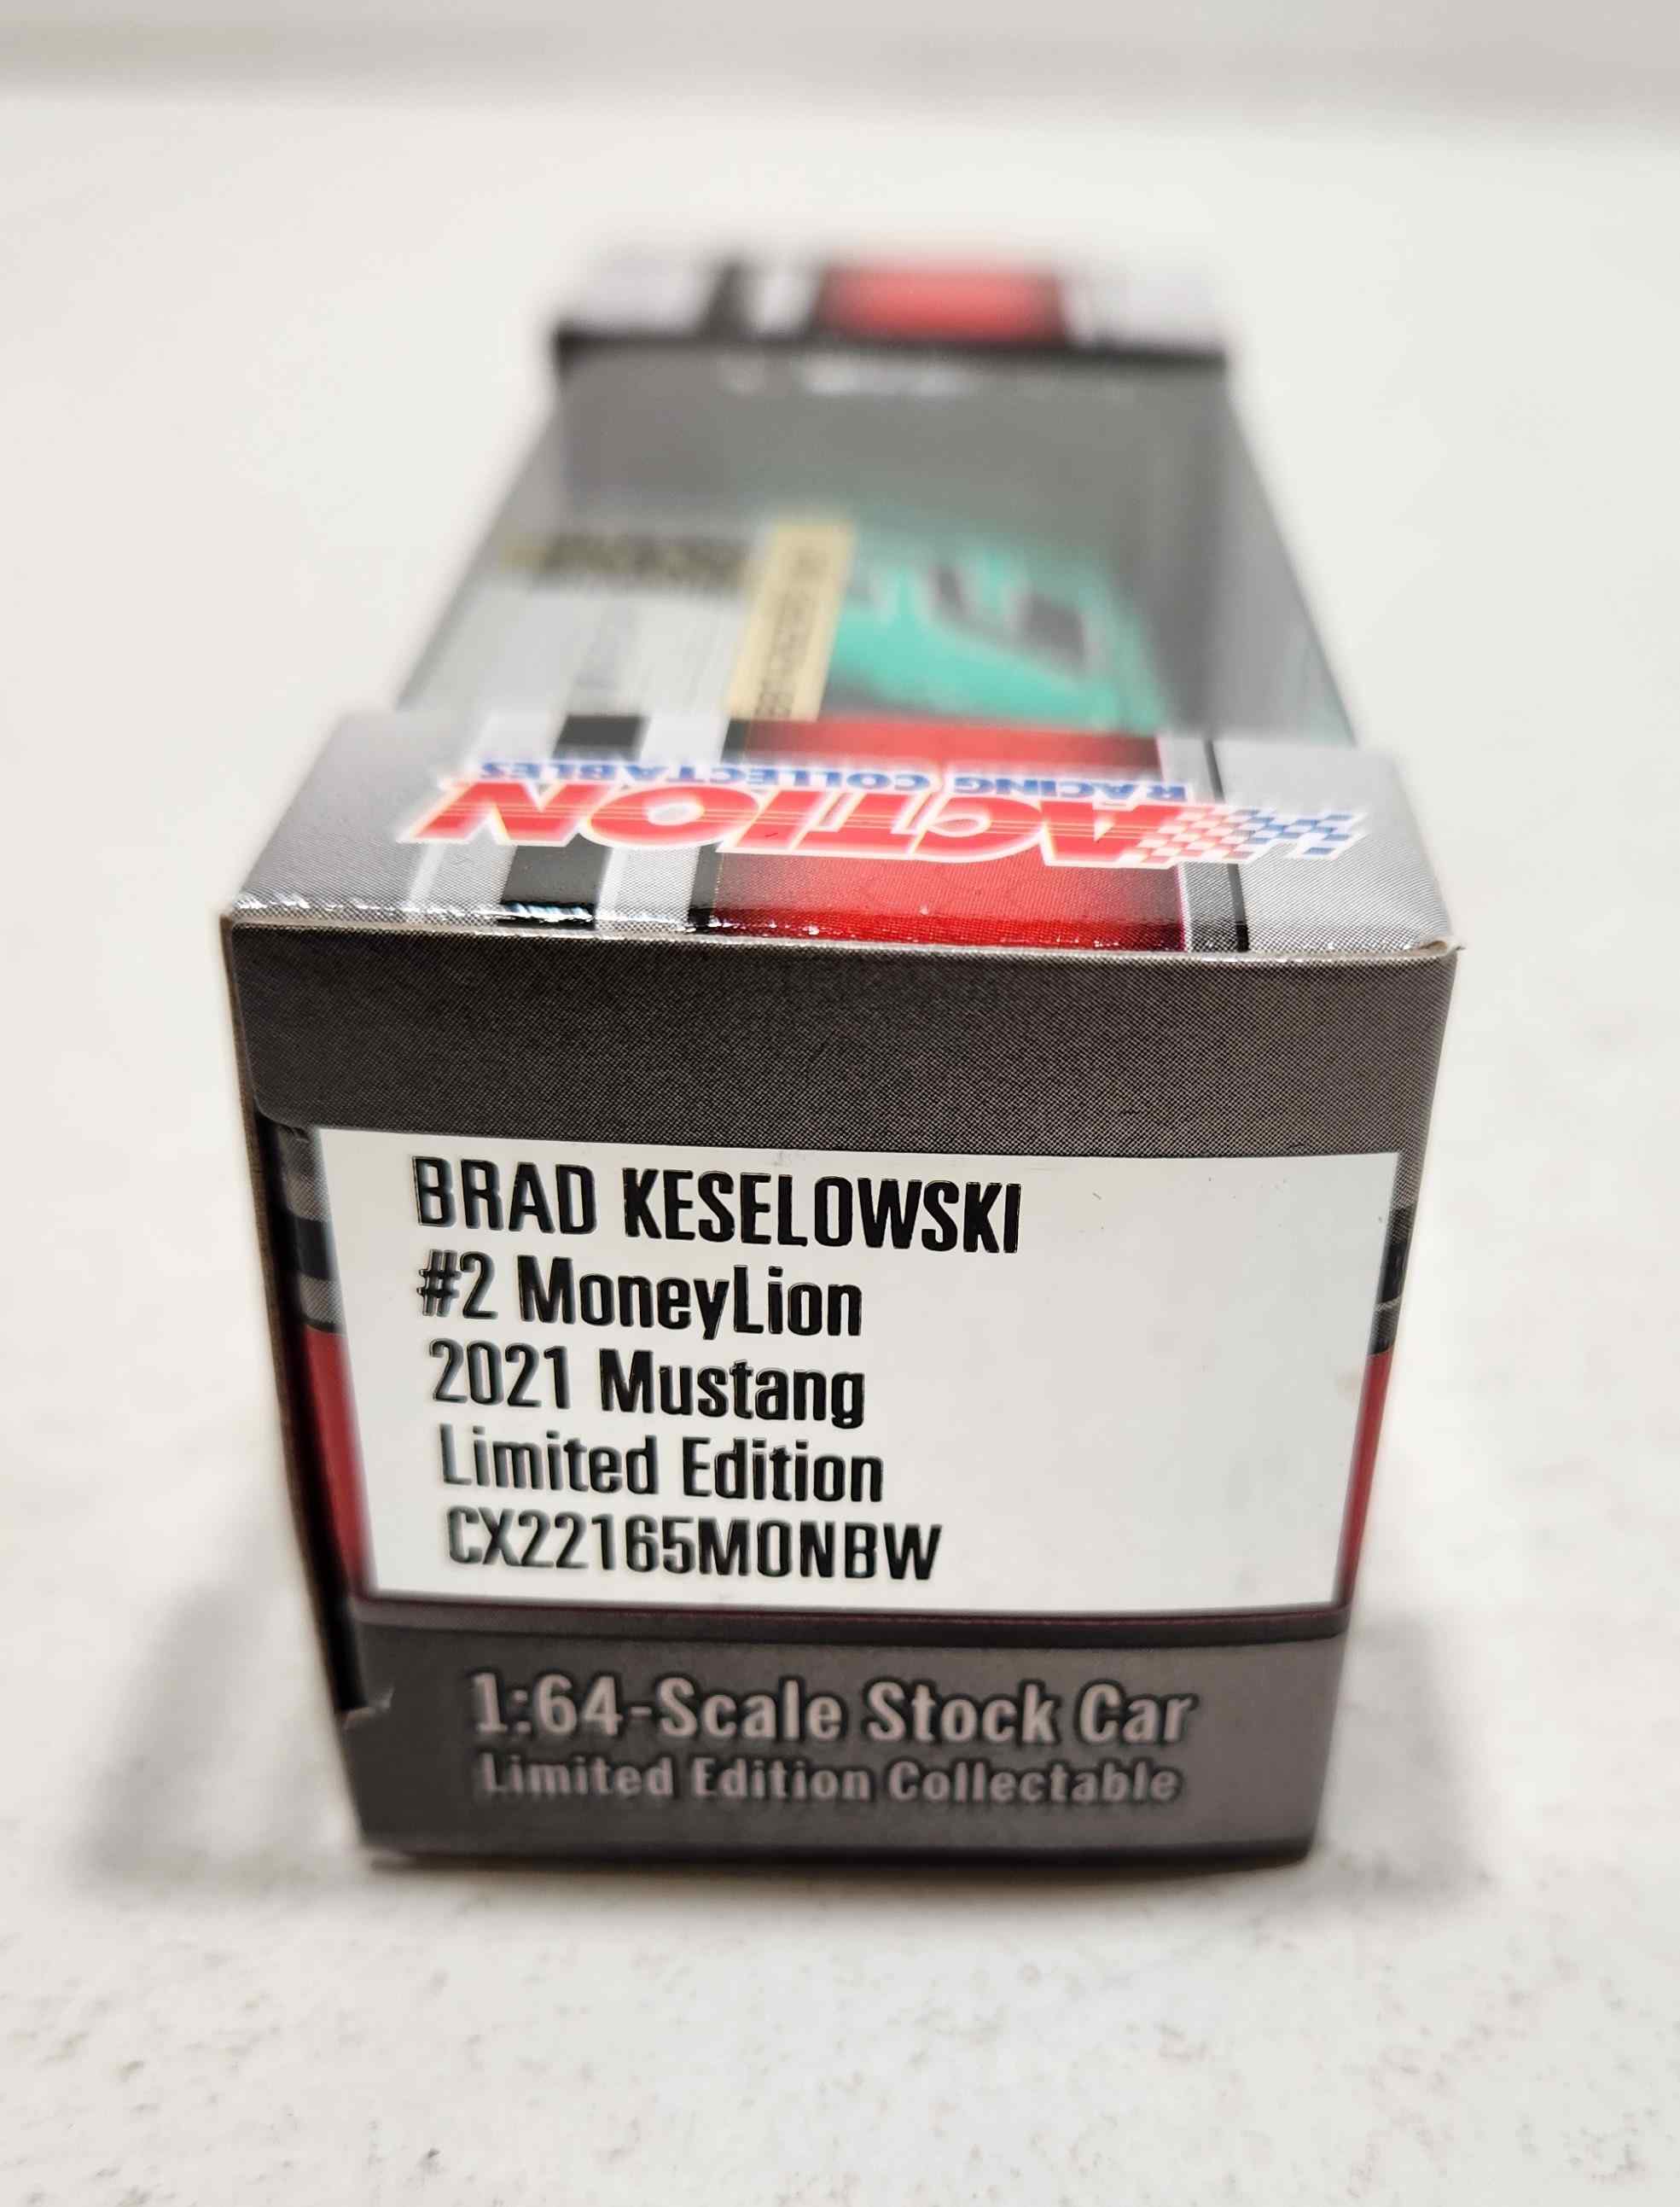 ACTION
RACING COLLECTABLES
BRAD KESELOWSKI
#2 MoneyLion
2021 Mustang
Limited Edition
CX22165MONBW
1:64-Scale Stock Car
Limited Edition Collectable